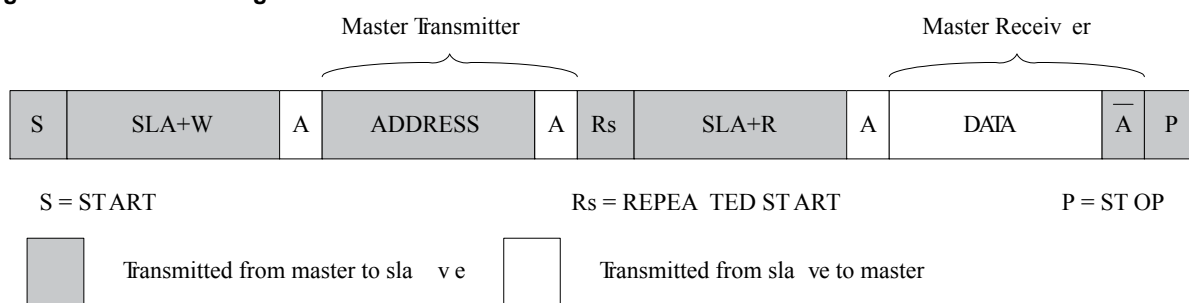 Master Transmitter Master Receiv er
S SLA+W A ADDRESS A Rs SLA+R A DATA A P
S = ST ART Rs = REPEA TED ST ART P = ST OP
Transmitted from master to sla v e Transmitted from sla ve to master